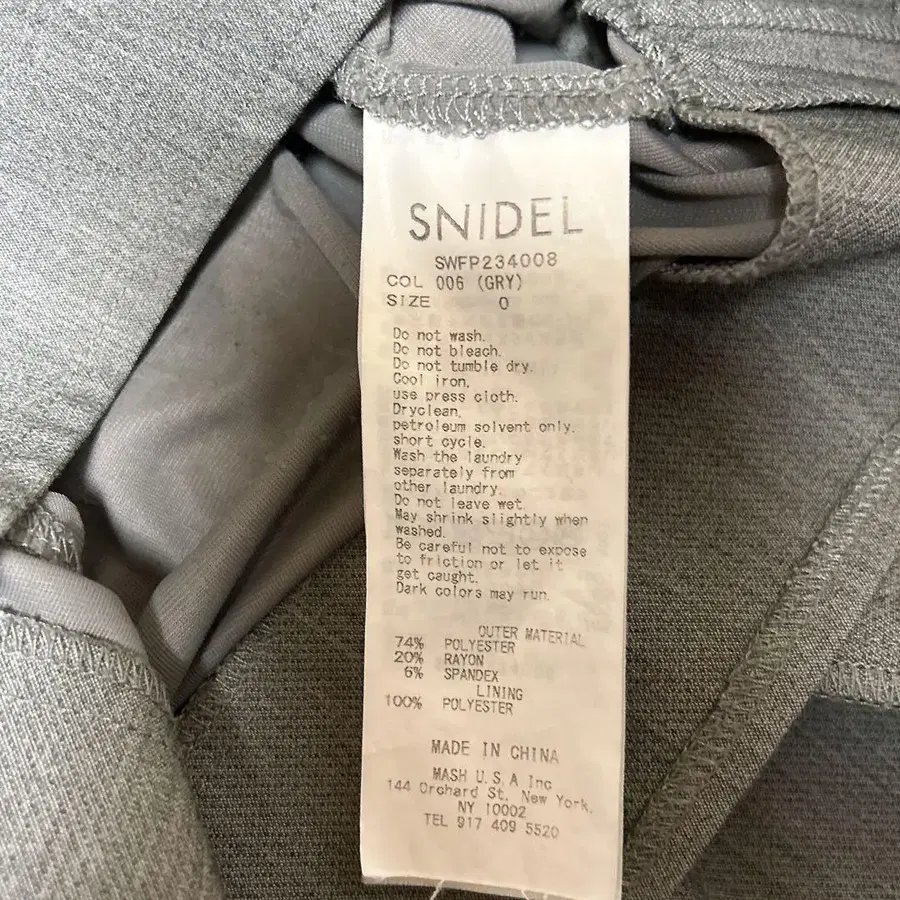 SNIDEL
SWFP234008
COL 006 (GRY)
SIZE 0
Do not wash.
Do not bleach.
Do not tumble dry.
Cool iron,
use press cloth.
Dryclean,
petroleum solvent only.
short cycle.
Wash the laundry
separately from
other laundry.
Do not leave wet.
May shrink slightly when
washed.
Be careful not to expose
to friction or let it
get caught.
Dark colors may run.
OUTER MATERIAL
74% POLYESTER
20% RAYON
6% SPANDEX
LINING
100% POLYESTER
MADE IN CHINA
MASH U.S.A Inc
144 Orchard St. New York,
NY 10002
TEL 917 409 5520